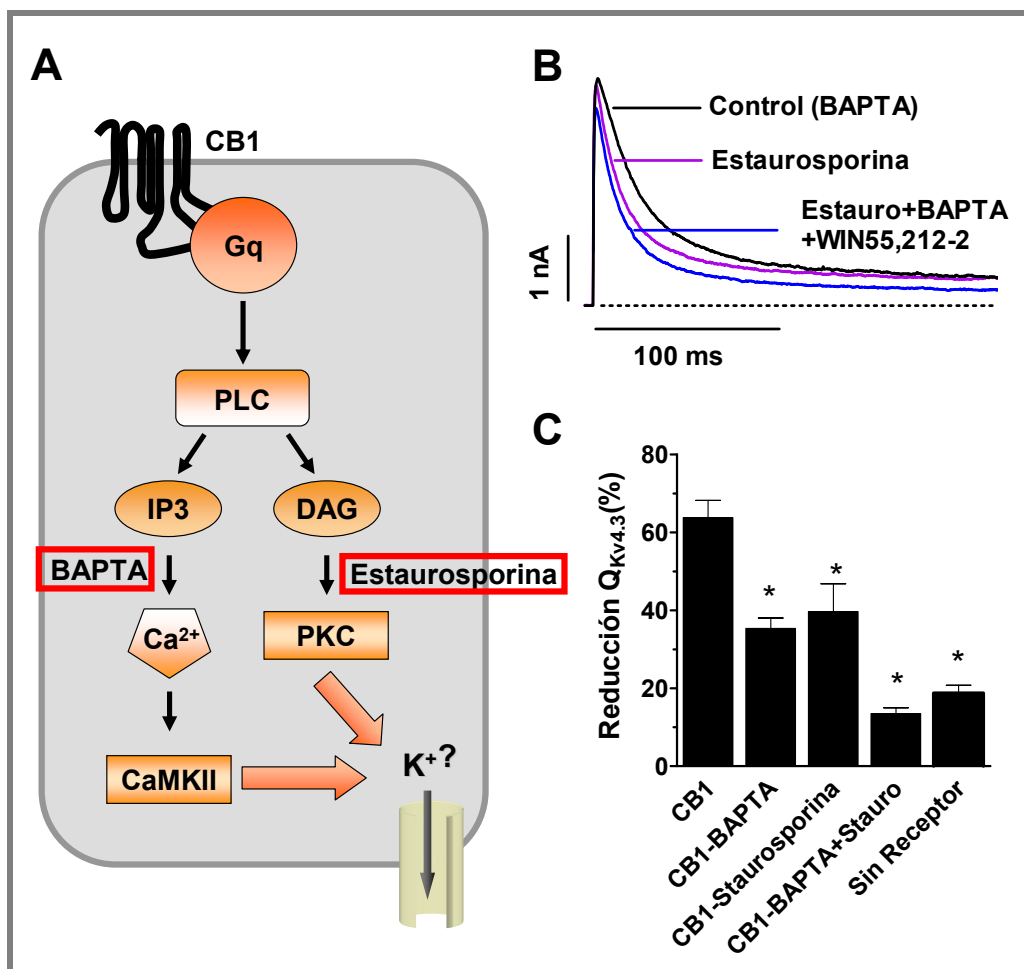 A
CB1
Gq
PLC
IP3
DAG
BAPTA
Estaurosporina
Ca²⁺
PKC
CaMKII
K⁺?
B
Control (BAPTA)
Estaurosporina
Estauro+BAPTA
+WIN55,212-2
1 nA
100 ms
C
Reducción Q_Kv4.3(%)
80
60
40
20
0
*
*
*
*
CB1
CB1-BAPTA
CB1-Staurosporina
CB1-BAPTA+Stauro
Sin Receptor